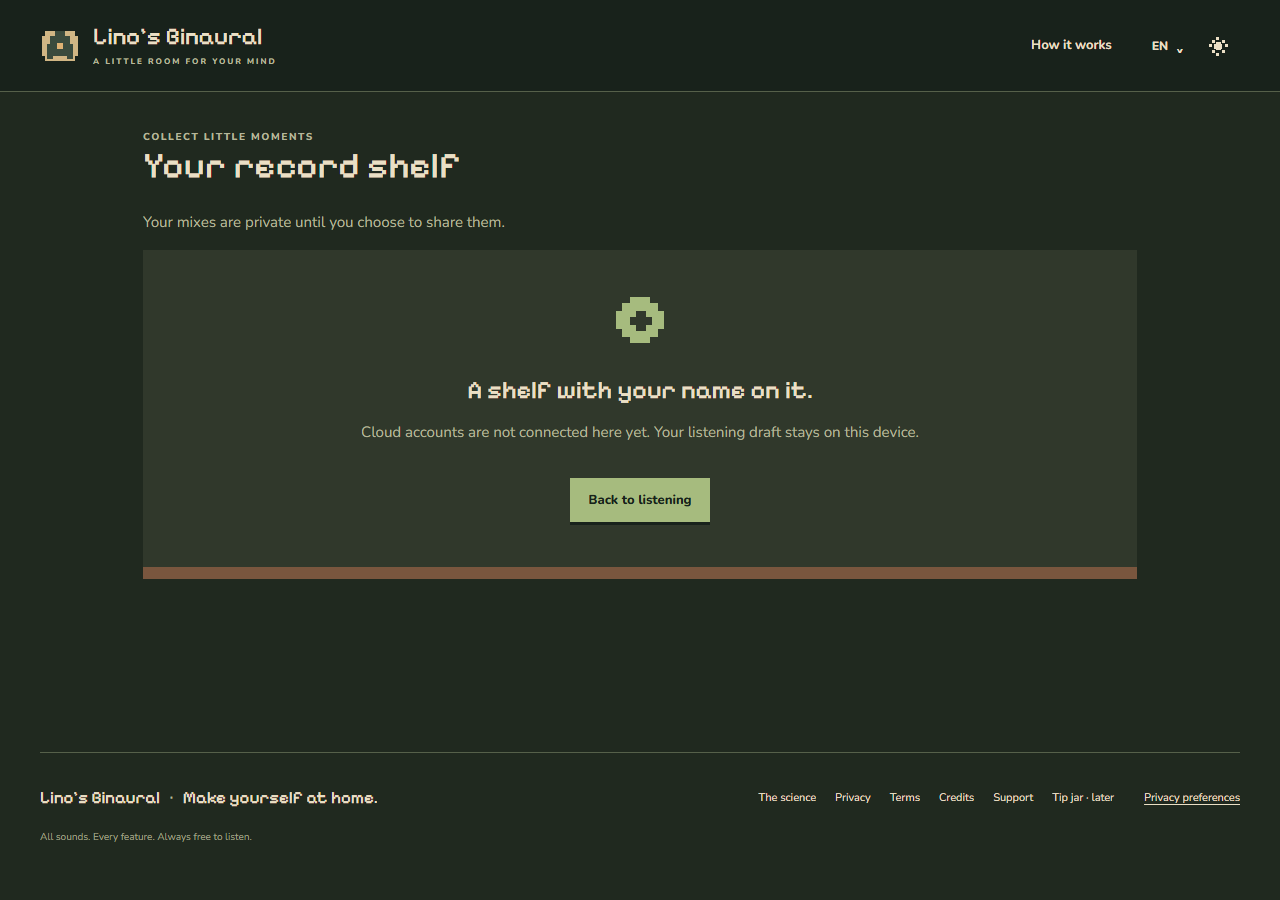 Lino's Binaural
A LITTLE ROOM FOR YOUR MIND
How it works
EN
COLLECT LITTLE MOMENTS
Your record shelf
Your mixes are private until you choose to share them.
A shelf with your name on it.
Cloud accounts are not connected here yet. Your listening draft stays on this device.
Back to listening
Lino's Binaural · Make yourself at home.
The science Privacy Terms Credits Support Tip jar · later Privacy preferences
All sounds. Every feature. Always free to listen.